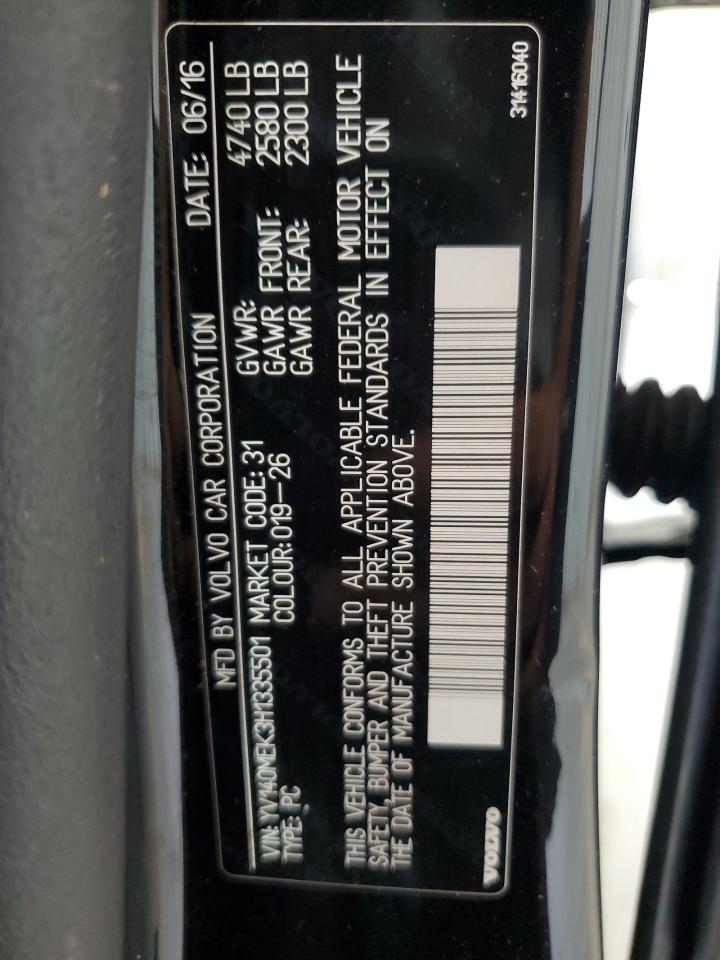 MFD BY VOLVO CAR CORPORATION DATE: 06/16
VIN: YV140MEK3H1335501 MARKET CODE: 31 GVWR: 4740 LB
TYPE: PC COLOUR: 019-26 GAWR FRONT: 2580 LB
GAWR REAR: 2300 LB
THIS VEHICLE CONFORMS TO ALL APPLICABLE FEDERAL MOTOR VEHICLE
SAFETY, BUMPER AND THEFT PREVENTION STANDARDS IN EFFECT ON
THE DATE OF MANUFACTURE SHOWN ABOVE.
VOLVO 31416040